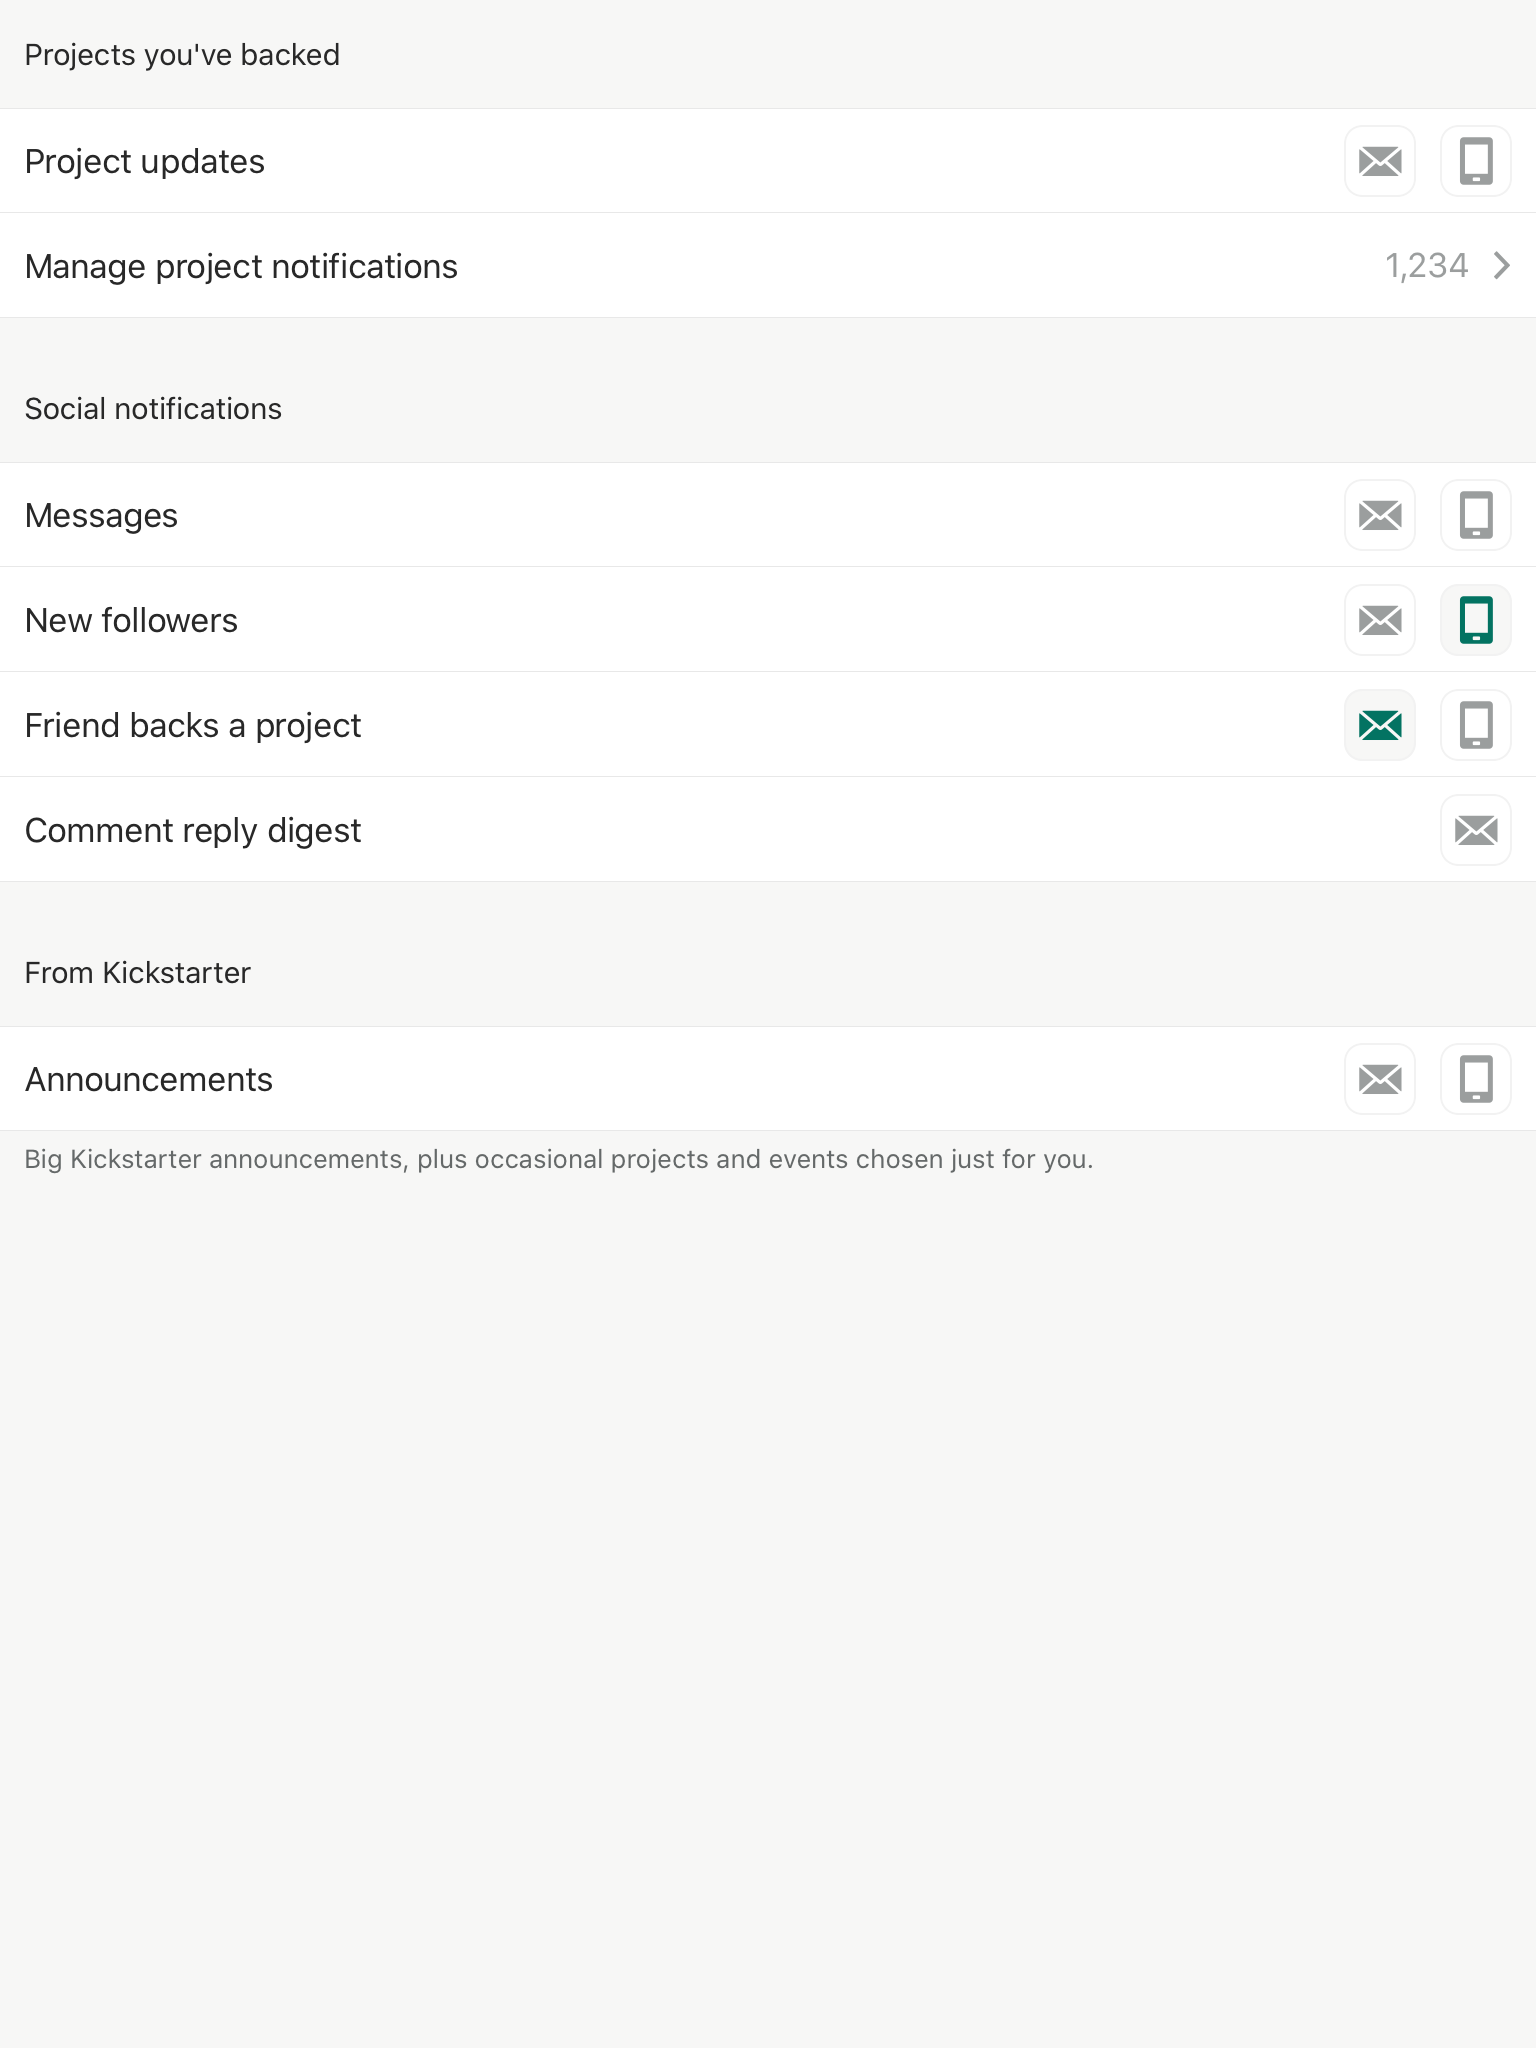 Projects you've backed
Project updates
Manage project notifications 1,234
Social notifications
Messages
New followers
Friend backs a project
Comment reply digest
From Kickstarter
Announcements
Big Kickstarter announcements, plus occasional projects and events chosen just for you.